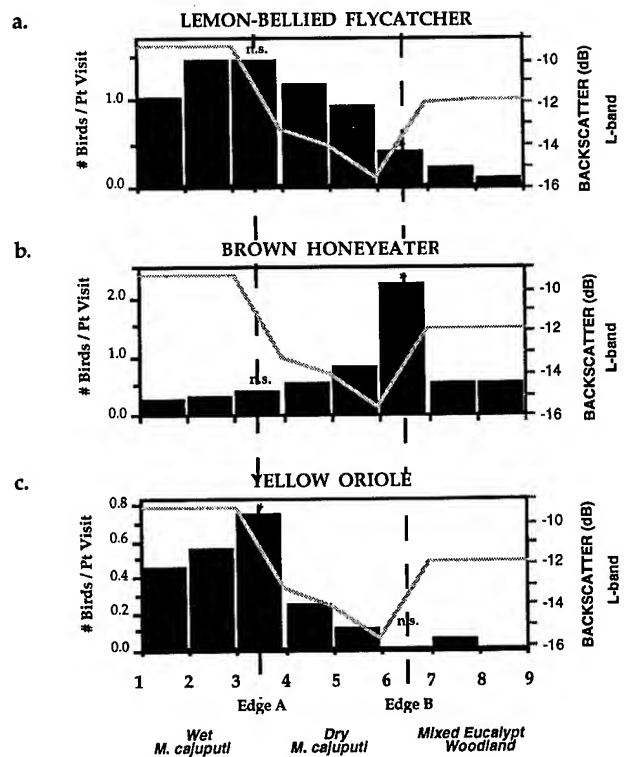 a.
LEMON-BELLIED FLYCATCHER
n.s.
# Birds / Pt Visit
1.0
0.0
-10
-12
-14
-16
BACKSCATTER (dB)
L-band
b.
BROWN HONEYEATER
*
n.s.
# Birds / Pt Visit
2.0
1.0
0.0
-10
-12
-14
-16
BACKSCATTER (dB)
L-band
c.
YELLOW ORIOLE
*
n.s.
# Birds / Pt Visit
0.8
0.6
0.4
0.2
0.0
-10
-12
-14
-16
BACKSCATTER (dB)
L-band
1 2 3 4 5 6 7 8 9
Edge A Edge B
Wet Dry Mixed Eucalypt
M. cajuputi M. cajuputi Woodland